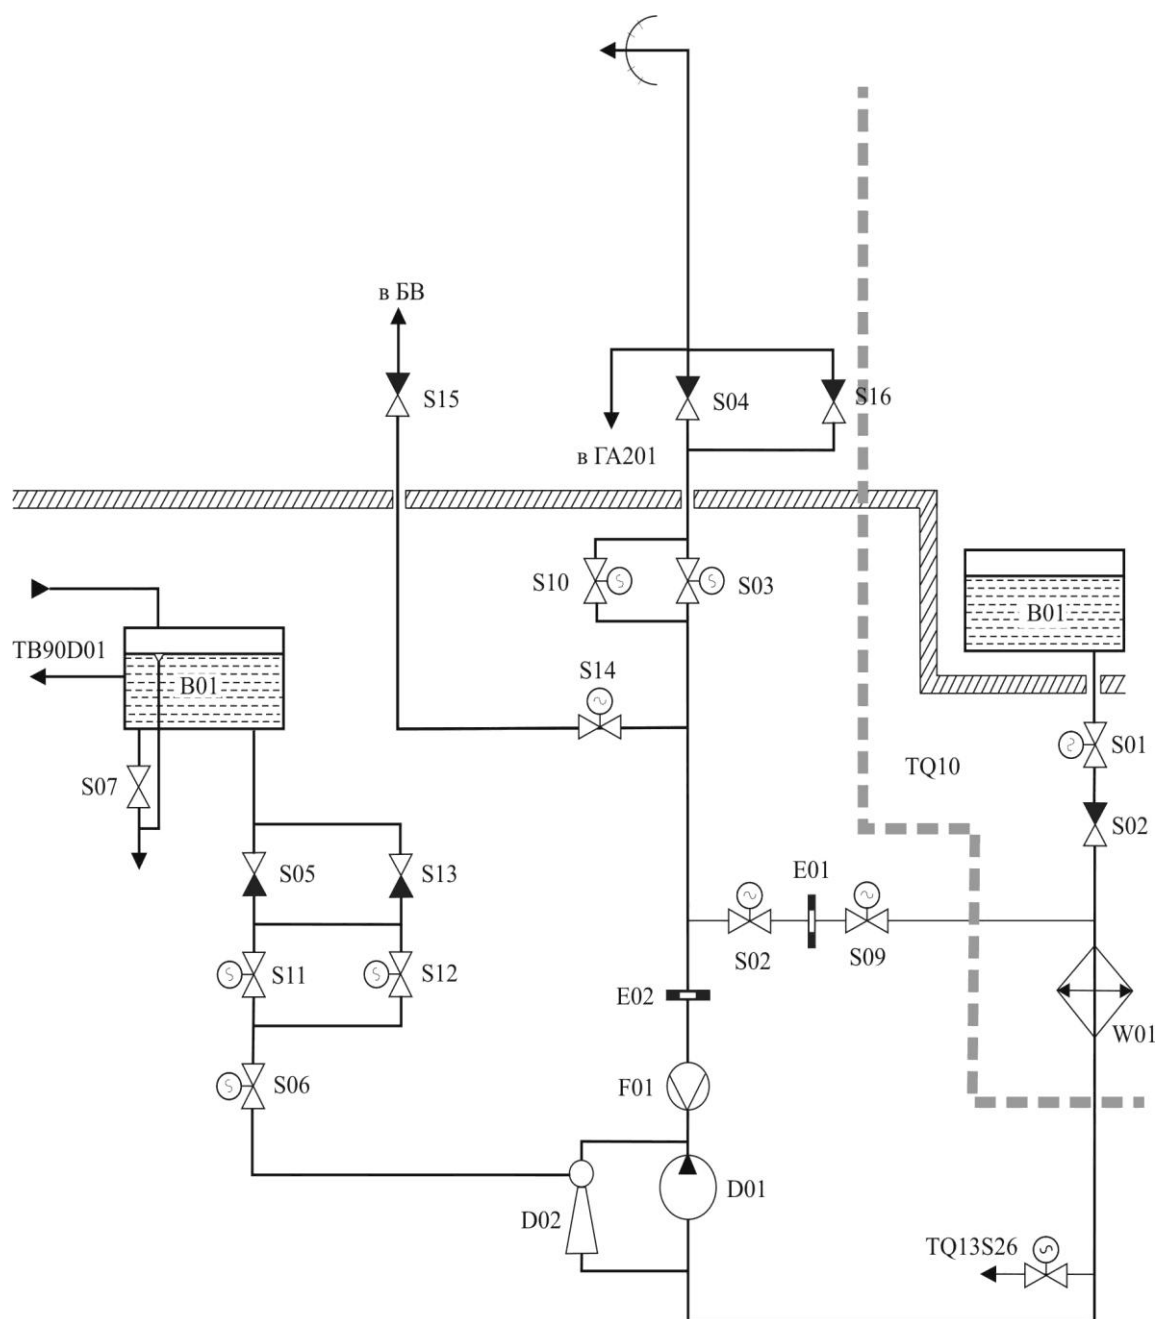 в БВ
S15
S04
S16
в ГА201
S10
S03
B01
TB90D01
B01
S14
S01
S07
TQ10
S02
S05
S13
E01
S11
S12
S02
S09
E02
W01
S06
F01
D01
D02
TQ13S26